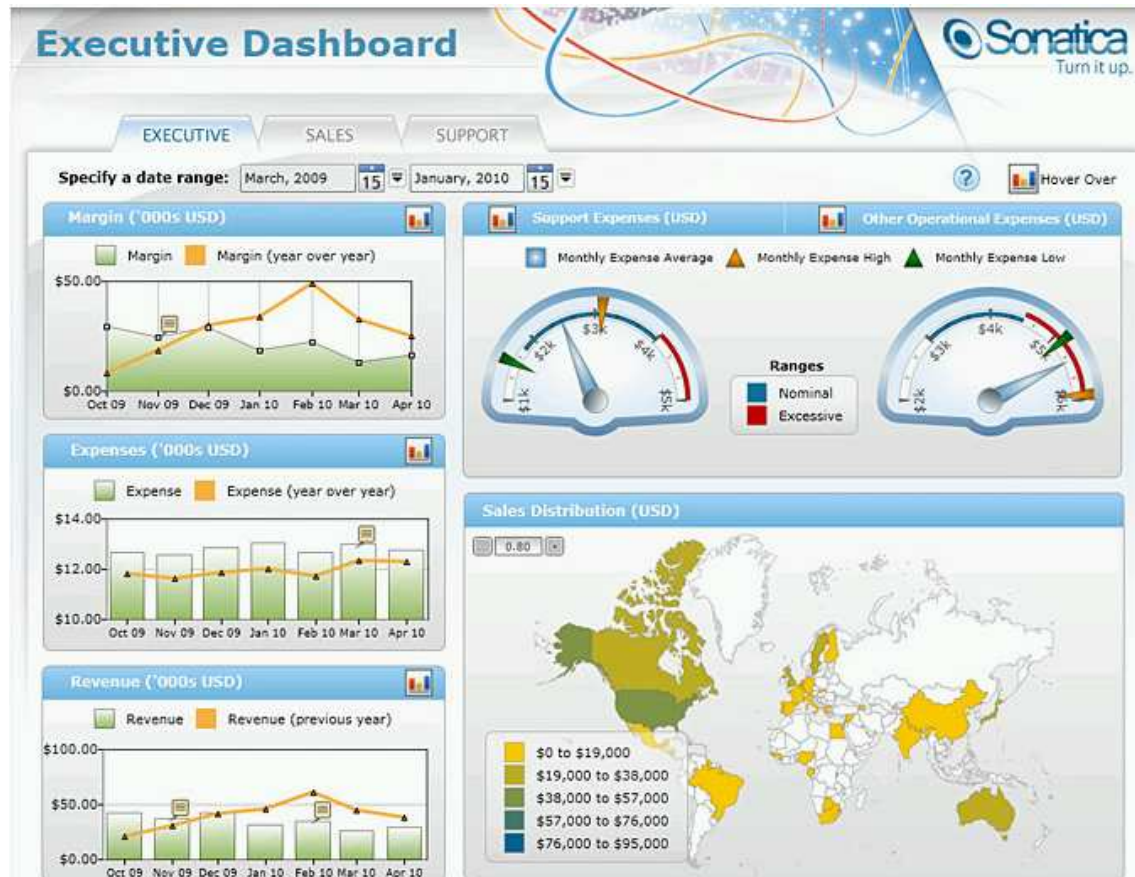 Executive Dashboard
Sonatica
Turn it up.
EXECUTIVE
SALES
SUPPORT
Specify a date range: March, 2009 15 January, 2010 15
? Hover Over
Margin ('000s USD)
Margin Margin (year over year)
$50.00
$0.00
Oct 09 Nov 09 Dec 09 Jan 10 Feb 10 Mar 10 Apr 10
Expenses ('000s USD)
Expense Expense (year over year)
$14.00
$12.00
$10.00
Oct 09 Nov 09 Dec 09 Jan 10 Feb 10 Mar 10 Apr 10
Revenue ('000s USD)
Revenue Revenue (previous year)
$100.00
$50.00
$0.00
Oct 09 Nov 09 Dec 09 Jan 10 Feb 10 Mar 10 Apr 10
Support Expenses (USD)
Other Operational Expenses (USD)
Monthly Expense Average Monthly Expense High Monthly Expense Low
$1k $2k $3k $4k $5k
Ranges
Nominal
Excessive
$2k $3k $4k $5k $6k
Sales Distribution (USD)
0.80
$0 to $19,000
$19,000 to $38,000
$38,000 to $57,000
$57,000 to $76,000
$76,000 to $95,000